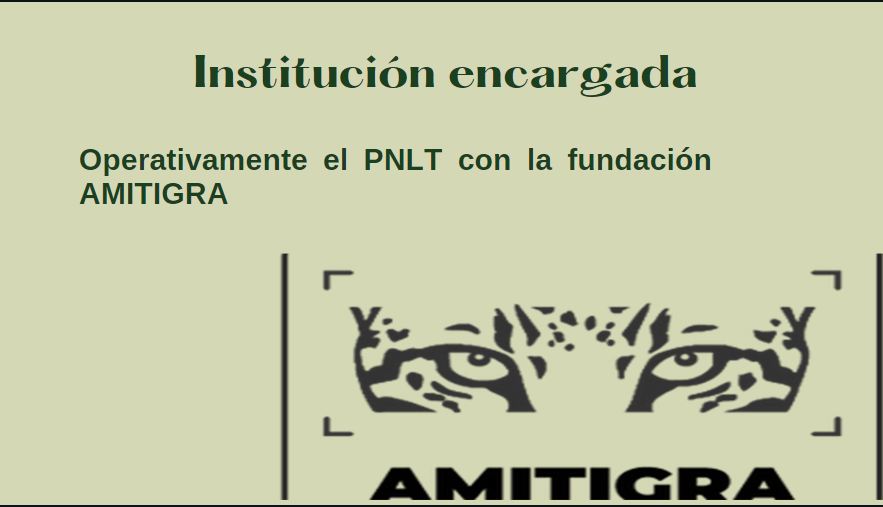 Institución encargada
Operativamente el PNLT con la fundación
AMITIGRA
AMITIGRA